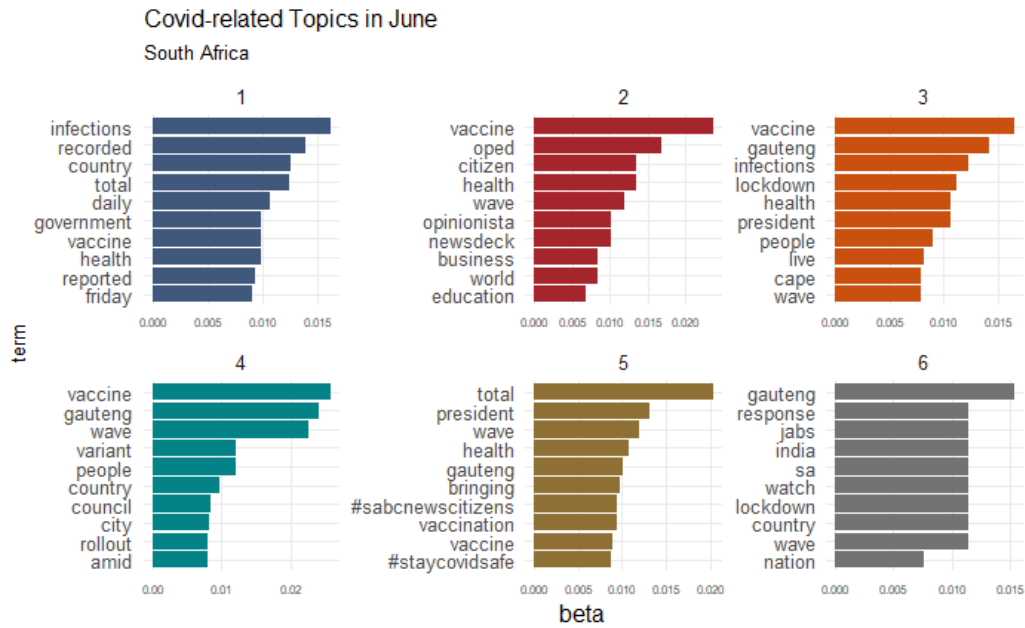 Covid-related Topics in June
South Africa
1
infections
recorded
country
total
daily
government
vaccine
health
reported
friday
0.000 0.005 0.010 0.015
2
vaccine
oped
citizen
health
wave
opinionista
newsdeck
business
world
education
0.000 0.005 0.010 0.015 0.020
3
vaccine
gauteng
infections
lockdown
health
president
people
live
cape
wave
0.000 0.005 0.010 0.015
term
4
vaccine
gauteng
wave
variant
people
country
council
city
rollout
amid
0.00 0.01 0.02
5
total
president
wave
health
gauteng
bringing
#sabcnewscitizens
vaccination
vaccine
#staycovidsafe
0.000 0.005 0.010 0.015 0.020
6
gauteng
response
jabs
india
sa
watch
lockdown
country
wave
nation
0.000 0.005 0.010 0.015
beta